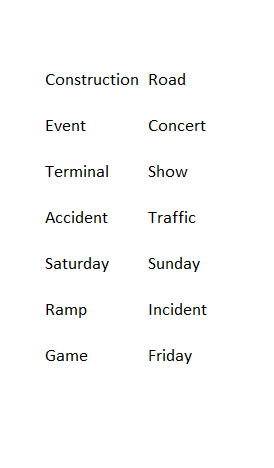 Construction Road
Event Concert
Terminal Show
Accident Traffic
Saturday Sunday
Ramp Incident
Game Friday